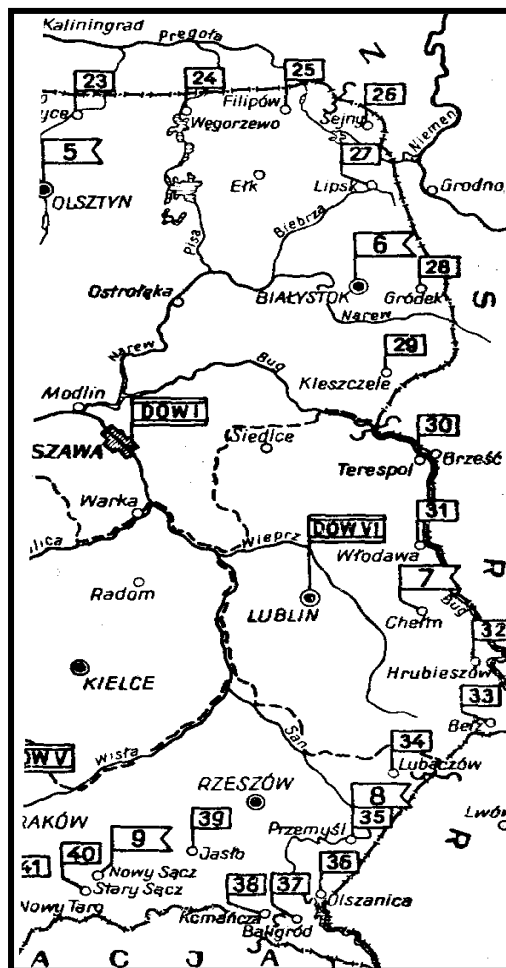 Kaliningrad
Pregoła
Z
23
24
25
26
yce
Węgorzewo
Filipów
Sejny
Niemen
5
27
OLSZTYN
Ełk
Lipsk
Grodno
Pisa
Biebrza
6
28
S
Ostrołęka
BIAŁYSTOK
Gródek
Narew
Narew
29
Bug
Kleszczele
Modlin
DOW I
30
SZAWA
Siedlce
Terespol
Brześć
Warka
31
ilica
Wieprz
DOW VI
Włodawa
R
Radom
7
LUBLIN
Chełm
Bug
32
KIELCE
Hrubieszów
33
Bełz
OW V
Wisła
San
34
Lubaczów
RZESZÓW
8
Lwów
RAKÓW
9
39
35
R
Przemyśl
41
40
Jasło
Nowy Sącz
36
Stary Sącz
38
37
Olszanica
Nowy Targ
Komańcza
Baligród
A C J A